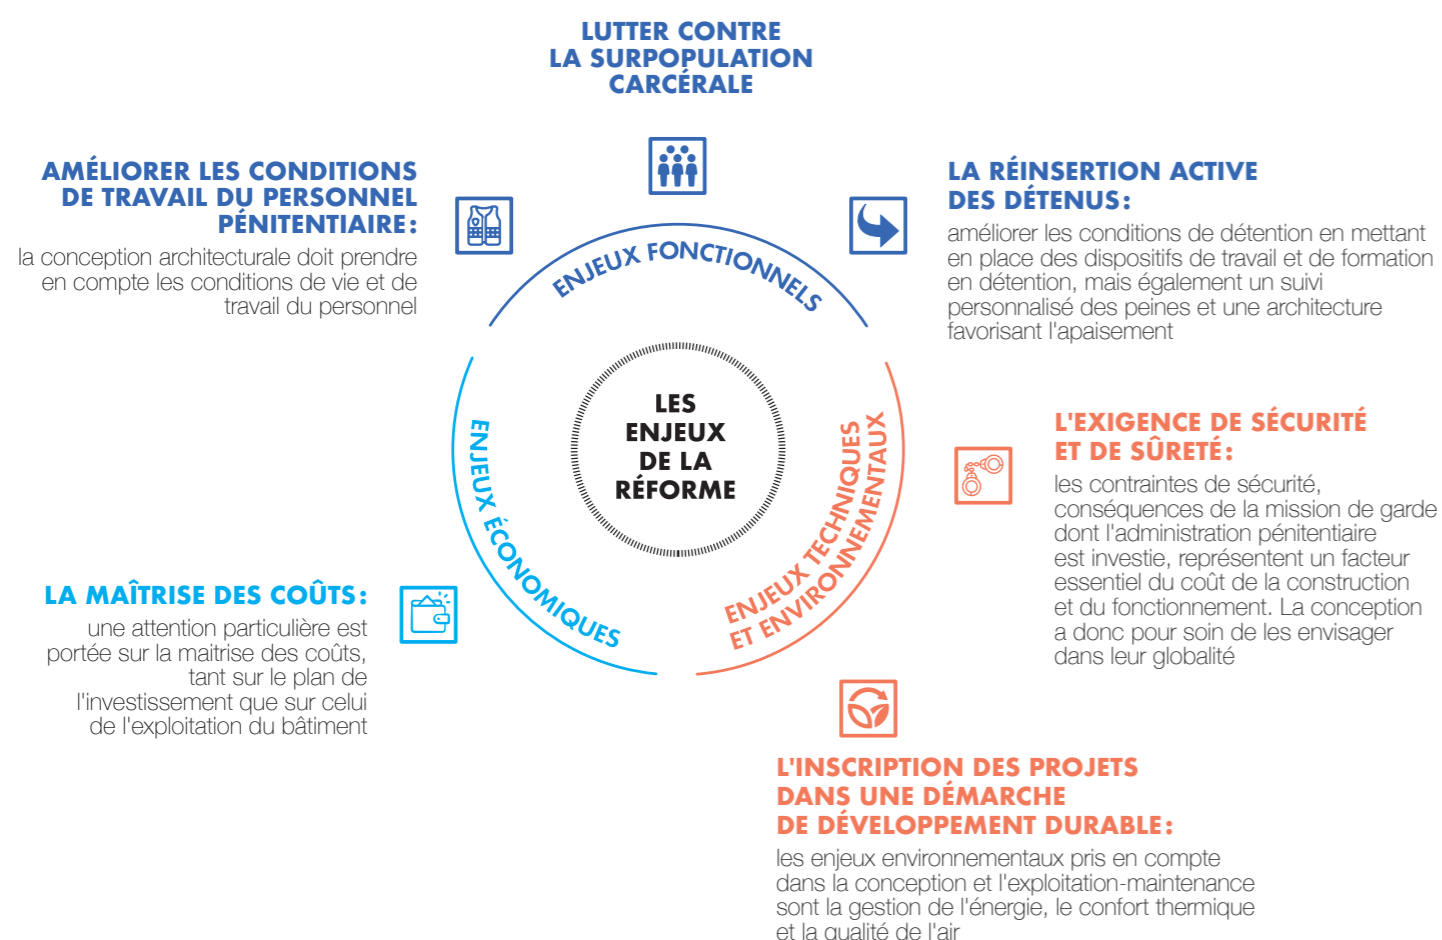 LUTTER CONTRE
LA SURPOPULATION
CARCÉRALE
AMÉLIORER LES CONDITIONS
DE TRAVAIL DU PERSONNEL
PÉNITENTIAIRE:
la conception architecturale doit prendre
en compte les conditions de vie et de
travail du personnel
LA RÉINSERTION ACTIVE
DES DÉTENUS:
améliorer les conditions de détention en mettant
en place des dispositifs de travail et de formation
en détention, mais également un suivi
personnalisé des peines et une architecture
favorisant l'apaisement
ENJEUX FONCTIONNELS
LES
ENJEUX
DE LA
RÉFORME
ENJEUX ÉCONOMIQUES
ENJEUX TECHNIQUES
ET ENVIRONNEMENTAUX
L'EXIGENCE DE SÉCURITÉ
ET DE SÛRETÉ:
les contraintes de sécurité,
conséquences de la mission de garde
dont l'administration pénitentiaire
est investie, représentent un facteur
essentiel du coût de la construction
et du fonctionnement. La conception
a donc pour soin de les envisager
dans leur globalité
LA MAÎTRISE DES COÛTS:
une attention particulière est
portée sur la maitrise des coûts,
tant sur le plan de
l'investissement que sur celui
de l'exploitation du bâtiment
L'INSCRIPTION DES PROJETS
DANS UNE DÉMARCHE
DE DÉVELOPPEMENT DURABLE:
les enjeux environnementaux pris en compte
dans la conception et l'exploitation-maintenance
sont la gestion de l'énergie, le confort thermique
et la qualité de l'air